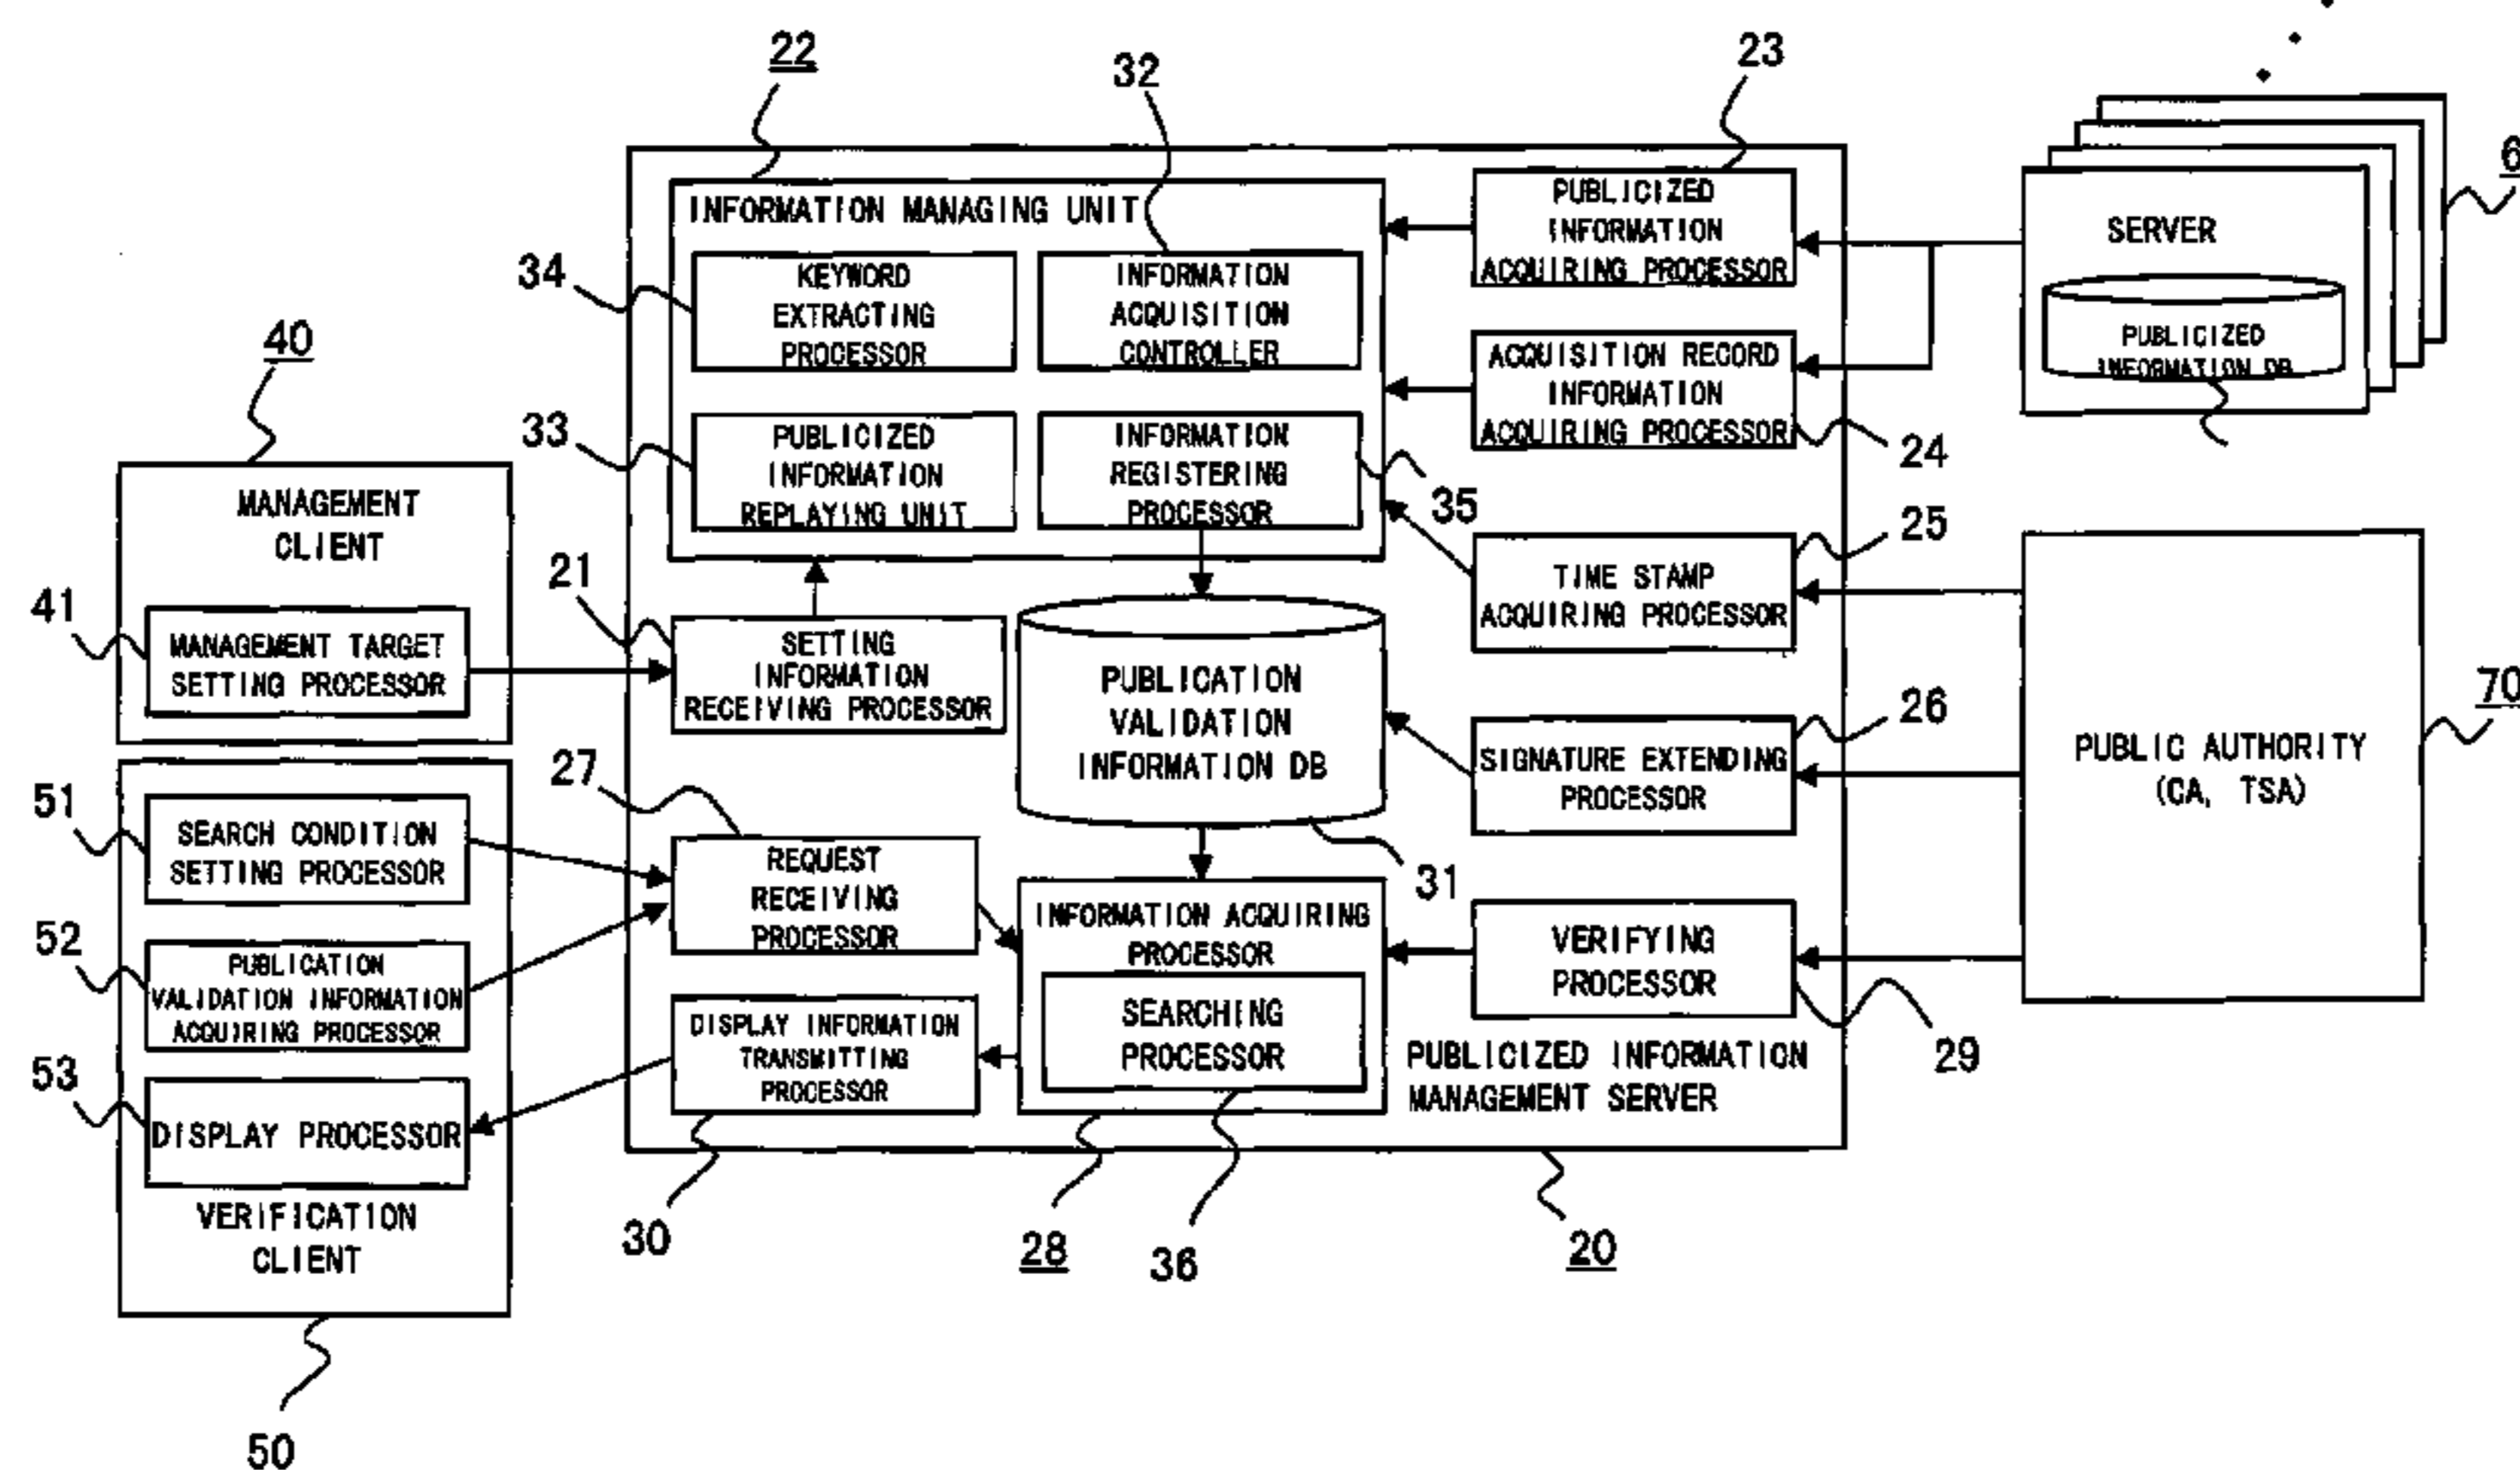 22
32
23
6
INFORMATION MANAGING UNIT
34
KEYWORD
EXTRACTING
PROCESSOR
INFORMATION
ACQUISITION
CONTROLLER
PUBLICIZED
INFORMATION
ACQUIRING PROCESSOR
SERVER
PUBLICIZED
INFORMATION DB
40
33
PUBLICIZED
INFORMATION
REPLAYING UNIT
INFORMATION
REGISTERING
PROCESSOR
35
ACQUISITION RECORD
INFORMATION
ACQUIRING PROCESSOR
24
MANAGEMENT
CLIENT
41
MANAGEMENT TARGET
SETTING PROCESSOR
21
SETTING
INFORMATION
RECEIVING PROCESSOR
PUBLICATION
VALIDATION
INFORMATION DB
31
25
TIME STAMP
ACQUIRING PROCESSOR
26
SIGNATURE EXTENDING
PROCESSOR
70
PUBLIC AUTHORITY
(CA, TSA)
51
SEARCH CONDITION
SETTING PROCESSOR
52
PUBLICATION
VALIDATION INFORMATION
ACQUIRING PROCESSOR
53
DISPLAY PROCESSOR
VERIFICATION
CLIENT
50
27
REQUEST
RECEIVING
PROCESSOR
INFORMATION ACQUIRING
PROCESSOR
SEARCHING
PROCESSOR
VERIFYING
PROCESSOR
29
DISPLAY INFORMATION
TRANSMITTING
PROCESSOR
PUBLICIZED INFORMATION
MANAGEMENT SERVER
30
28
36
20